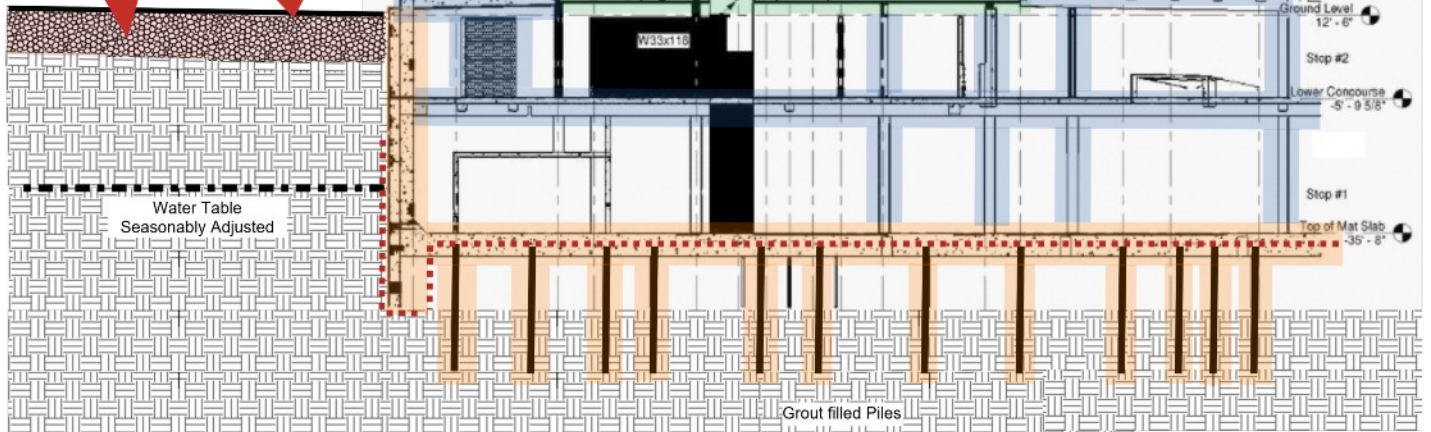 Ground Level
12' - 6"
W33x118
Stop #2
Lower Concourse
-5' - 9 5/8"
Stop #1
Water Table
Seasonably Adjusted
Top of Mat Slab
-35' - 8"
Grout filled Piles